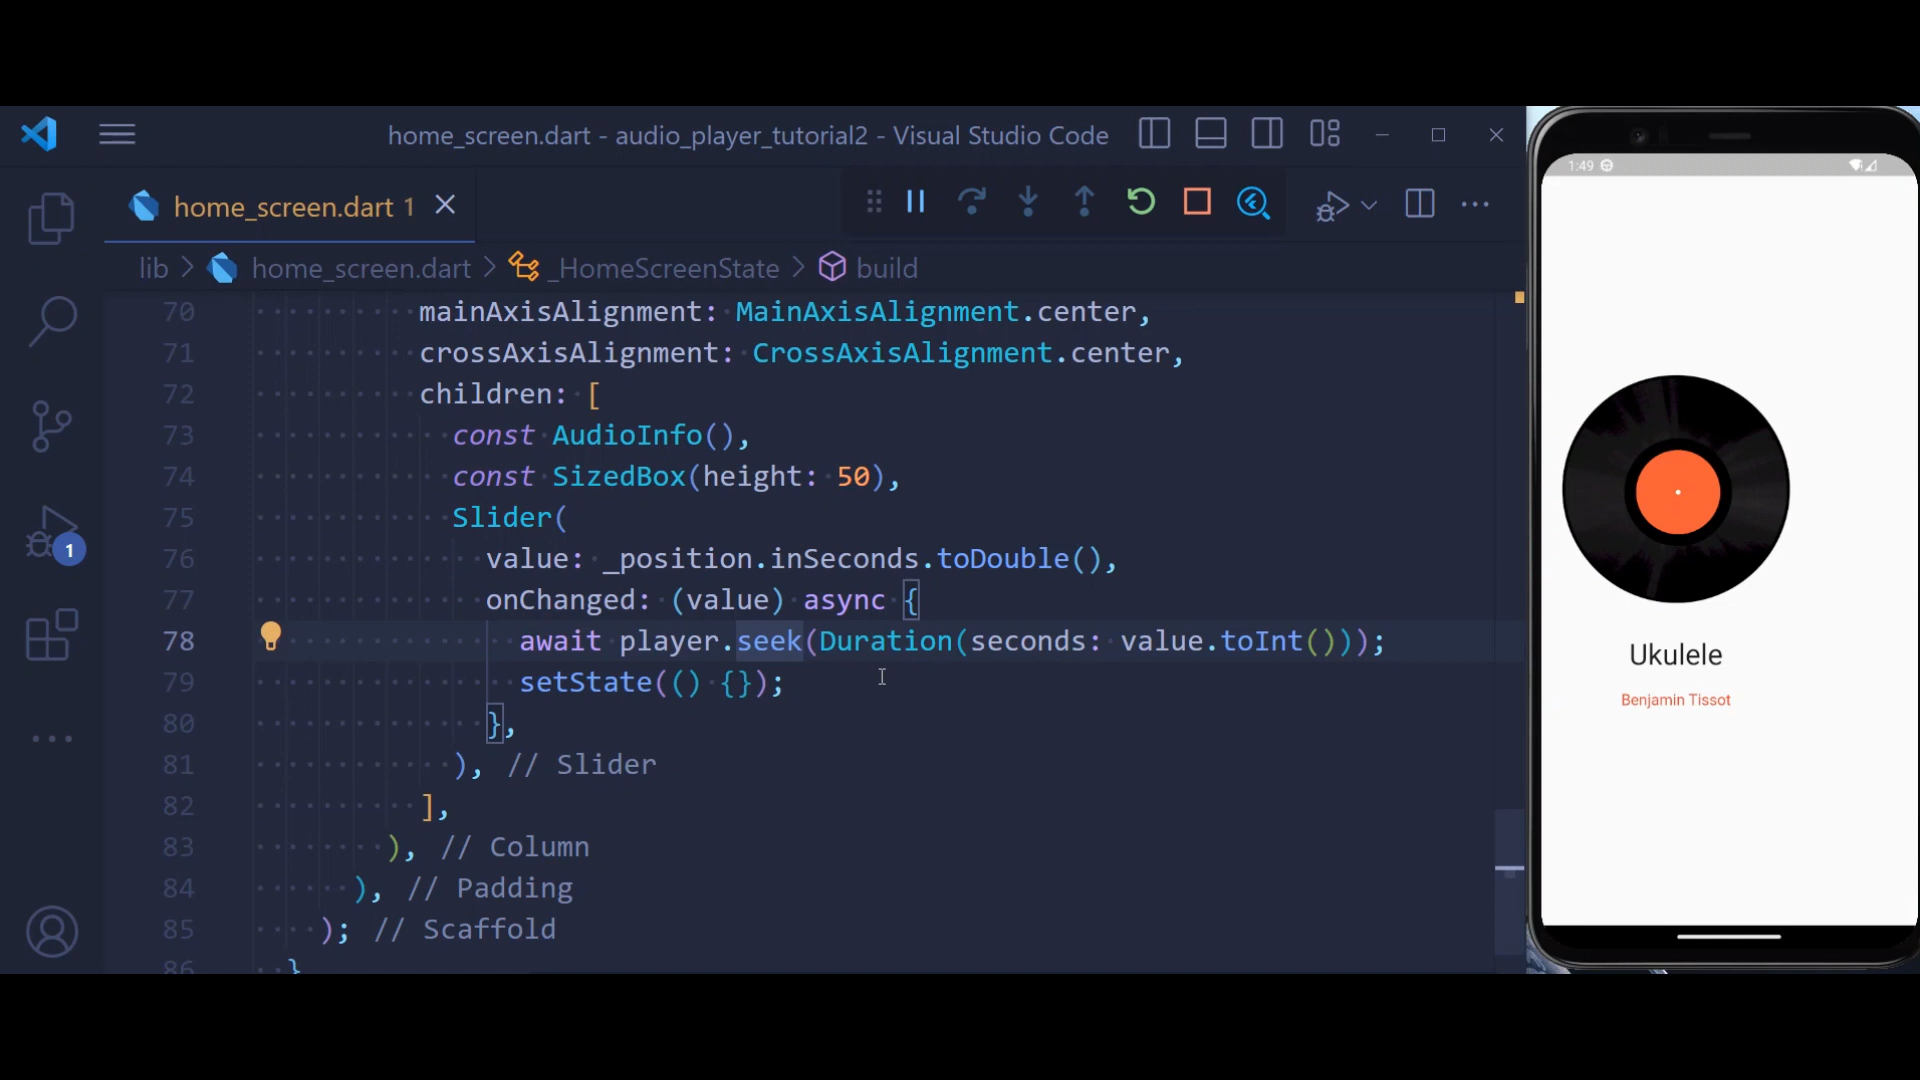 home_screen.dart - audio_player_tutorial2 - Visual Studio Code
home_screen.dart 1
lib > home_screen.dart > _HomeScreenState > build
70 mainAxisAlignment: MainAxisAlignment.center,
71 crossAxisAlignment: CrossAxisAlignment.center,
72 children: [
73 const AudioInfo(),
74 const SizedBox(height: 50),
75 Slider(
76 value: _position.inSeconds.toDouble(),
77 onChanged: (value) async {
78 await player.seek(Duration(seconds: value.toInt()));
79 setState(() {});
80 },
81 ), // Slider
82 ],
83 ), // Column
84 ), // Padding
85 ); // Scaffold
86 }
1
1:49
Ukulele
Benjamin Tissot